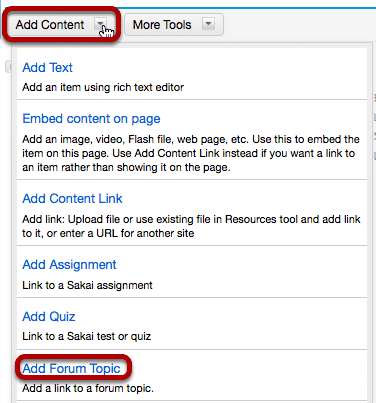 Add Content More Tools
Add Text
Add an item using rich text editor
Embed content on page
Add an image, video, Flash file, web page, etc. Use this to embed the
item on this page. Use Add Content Link instead if you want a link to
an item rather than showing it on the page.
Add Content Link
Add link: Upload file or use existing file in Resources tool and add link
to it, or enter a URL for another site
Add Assignment
Link to a Sakai assignment
Add Quiz
Link to a Sakai test or quiz
Add Forum Topic
Add a link to a forum topic.